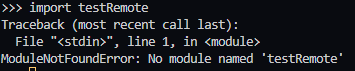 >>> import testRemote
Traceback (most recent call last):
  File "<stdin>", line 1, in <module>
ModuleNotFoundError: No module named 'testRemote'